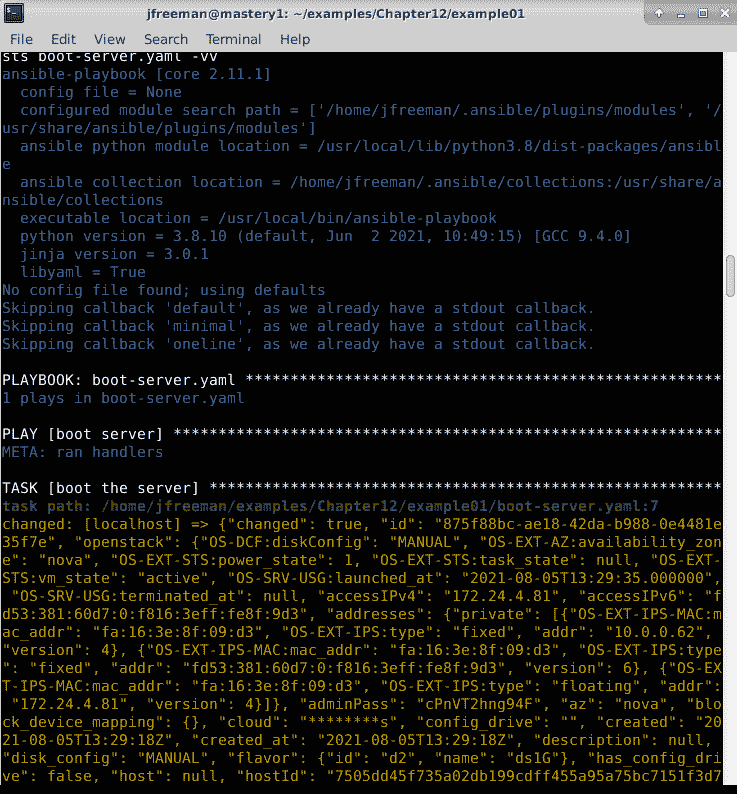 jfreeman@mastery1: ~/examples/Chapter12/example01
File Edit View Search Terminal Help
sts boot-server.yaml -vv
ansible-playbook [core 2.11.1]
  config file = None
  configured module search path = ['/home/jfreeman/.ansible/plugins/modules', '/
usr/share/ansible/plugins/modules']
  ansible python module location = /usr/local/lib/python3.8/dist-packages/ansibl
e
  ansible collection location = /home/jfreeman/.ansible/collections:/usr/share/a
nsible/collections
  executable location = /usr/local/bin/ansible-playbook
  python version = 3.8.10 (default, Jun  2 2021, 10:49:15) [GCC 9.4.0]
  jinja version = 3.0.1
  libyaml = True
No config file found; using defaults
Skipping callback 'default', as we already have a stdout callback.
Skipping callback 'minimal', as we already have a stdout callback.
Skipping callback 'oneline', as we already have a stdout callback.
PLAYBOOK: boot-server.yaml *****************************************************
1 plays in boot-server.yaml
PLAY [boot server] *************************************************************
META: ran handlers
TASK [boot the server] *********************************************************
task path: /home/jfreeman/examples/Chapter12/example01/boot-server.yaml:7
changed: [localhost] => {"changed": true, "id": "875f88bc-ae18-42da-b988-0e4481e
35f7e", "openstack": {"OS-DCF:diskConfig": "MANUAL", "OS-EXT-AZ:availability_zon
e": "nova", "OS-EXT-STS:power_state": 1, "OS-EXT-STS:task_state": null, "OS-EXT-
STS:vm_state": "active", "OS-SRV-USG:launched_at": "2021-08-05T13:29:35.000000",
 "OS-SRV-USG:terminated_at": null, "accessIPv4": "172.24.4.81", "accessIPv6": "f
d53:381:60d7:0:f816:3eff:fe8f:9d3", "addresses": {"private": [{"OS-EXT-IPS-MAC:m
ac_addr": "fa:16:3e:8f:09:d3", "OS-EXT-IPS:type": "fixed", "addr": "10.0.0.62",
"version": 4}, {"OS-EXT-IPS-MAC:mac_addr": "fa:16:3e:8f:09:d3", "OS-EXT-IPS:type
": "fixed", "addr": "fd53:381:60d7:0:f816:3eff:fe8f:9d3", "version": 6}, {"OS-EX
T-IPS-MAC:mac_addr": "fa:16:3e:8f:09:d3", "OS-EXT-IPS:type": "floating", "addr":
 "172.24.4.81", "version": 4}]}, "adminPass": "cPnVT2hng94F", "az": "nova", "blo
ck_device_mapping": {}, "cloud": "********s", "config_drive": "", "created": "20
21-08-05T13:29:18Z", "created_at": "2021-08-05T13:29:18Z", "description": null,
"disk_config": "MANUAL", "flavor": {"id": "d2", "name": "ds1G"}, "has_config_dri
ve": false, "host": null, "hostId": "7505dd45f735a02db199cdff455a95a75bc7151f3d7